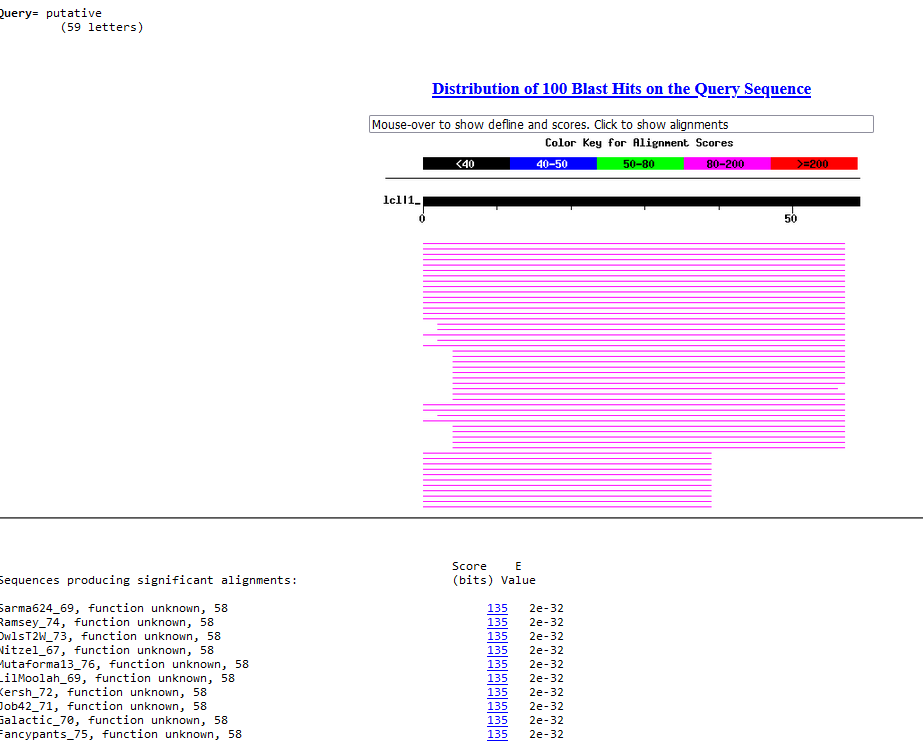 Query= putative
(59 letters)
Distribution of 100 Blast Hits on the Query Sequence
Mouse-over to show defline and scores. Click to show alignments
Color Key for Alignment Scores
<40 40-50 50-80 80-200 >=200
lcl|1_
0 50
Score E
Sequences producing significant alignments: (bits) Value
Sarma624_69, function unknown, 58 135 2e-32
Ramsey_74, function unknown, 58 135 2e-32
OwlsT2W_73, function unknown, 58 135 2e-32
Nitzel_67, function unknown, 58 135 2e-32
Mutaforma13_76, function unknown, 58 135 2e-32
LilMoolah_69, function unknown, 58 135 2e-32
Kersh_72, function unknown, 58 135 2e-32
Job42_71, function unknown, 58 135 2e-32
Galactic_70, function unknown, 58 135 2e-32
Fancypants_75, function unknown, 58 135 2e-32